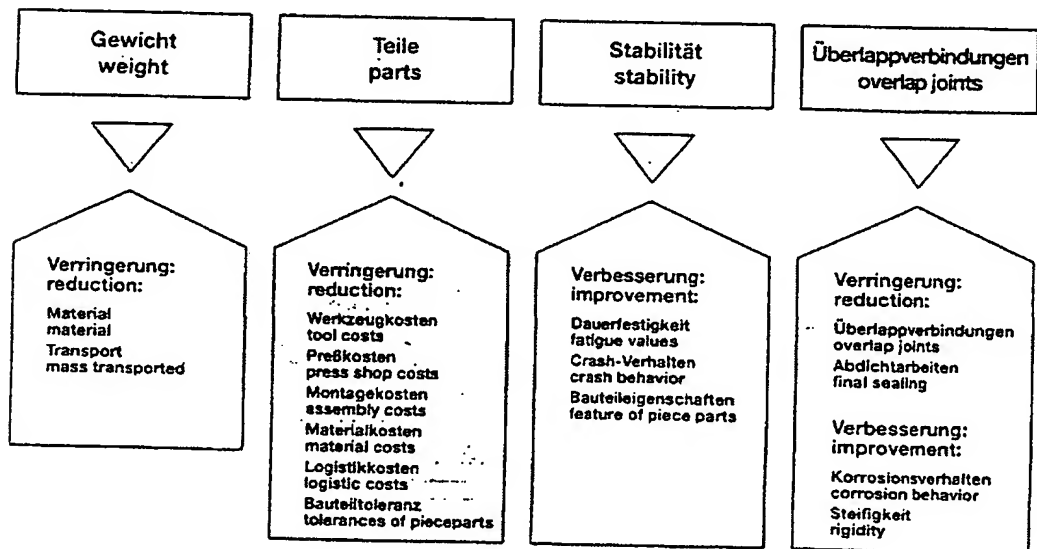 Gewicht
weight
Verringerung:
reduction:
Material
material
Transport
mass transported
Teile
parts
Verringerung:
reduction:
Werkzeugkosten
tool costs
Preßkosten
press shop costs
Montagekosten
assembly costs
Materialkosten
material costs
Logistikkosten
logistic costs
Bauteiltoleranz
tolerances of pieceparts
Stabilität
stability
Verbesserung:
improvement:
Dauerfestigkeit
fatigue values
Crash-Verhalten
crash behavior
Bauteileigenschaften
feature of piece parts
Überlappverbindungen
overlap joints
Verringerung:
reduction:
Überlappverbindungen
overlap joints
Abdichtarbeiten
final sealing
Verbesserung:
improvement:
Korrosionsverhalten
corrosion behavior
Steifigkeit
rigidity